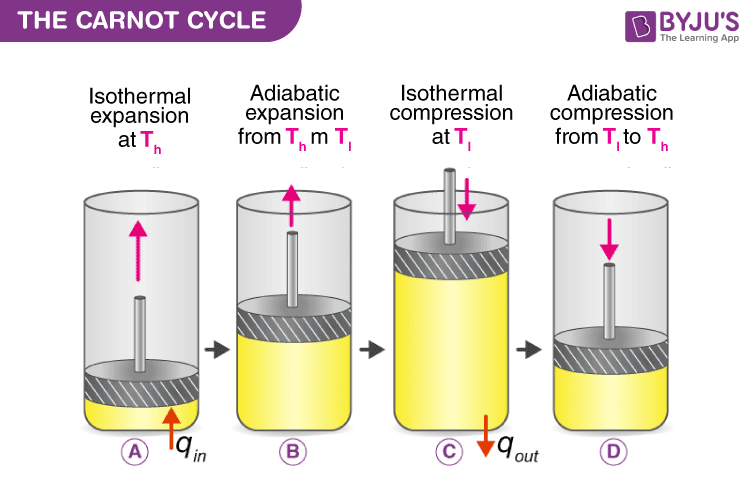 THE CARNOT CYCLE
BYJU'S
The Learning App
Isothermal
expansion
at Th
Adiabatic
expansion
from Th m Tl
Isothermal
compression
at Tl
Adiabatic
compression
from Tl to Th
A
qin
B
C
qout
D